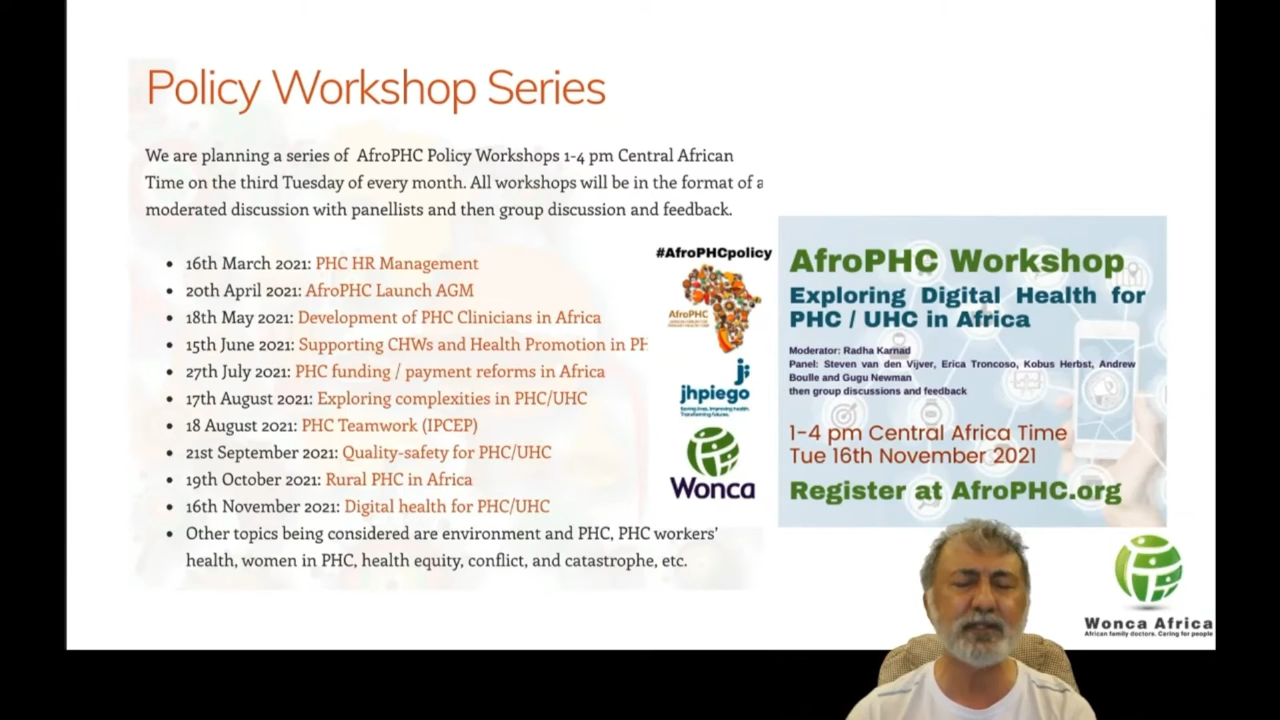 Policy Workshop Series
We are planning a series of AfroPHC Policy Workshops 1-4 pm Central African
Time on the third Tuesday of every month. All workshops will be in the format of a
moderated discussion with panellists and then group discussion and feedback.
• 16th March 2021: PHC HR Management
• 20th April 2021: AfroPHC Launch AGM
• 18th May 2021: Development of PHC Clinicians in Africa
• 15th June 2021: Supporting CHWs and Health Promotion in PH
• 27th July 2021: PHC funding / payment reforms in Africa
• 17th August 2021: Exploring complexities in PHC/UHC
• 18 August 2021: PHC Teamwork (IPCEP)
• 21st September 2021: Quality-safety for PHC/UHC
• 19th October 2021: Rural PHC in Africa
• 16th November 2021: Digital health for PHC/UHC
• Other topics being considered are environment and PHC, PHC workers'
health, women in PHC, health equity, conflict, and catastrophe, etc.
#AfroPHCpolicy
AfroPHC
jhpiego
Saving lives. Improving health.
Transforming futures.
Wonca
AfroPHC Workshop
Exploring Digital Health for
PHC / UHC in Africa
Moderator: Radha Karnad
Panel: Steven van den Vijver, Erica Troncoso, Kobus Herbst, Andrew
Boulle and Gugu Newman
then group discussions and feedback
1-4 pm Central Africa Time
Tue 16th November 2021
Register at AfroPHC.org
Wonca Africa
African family doctors. Caring for people